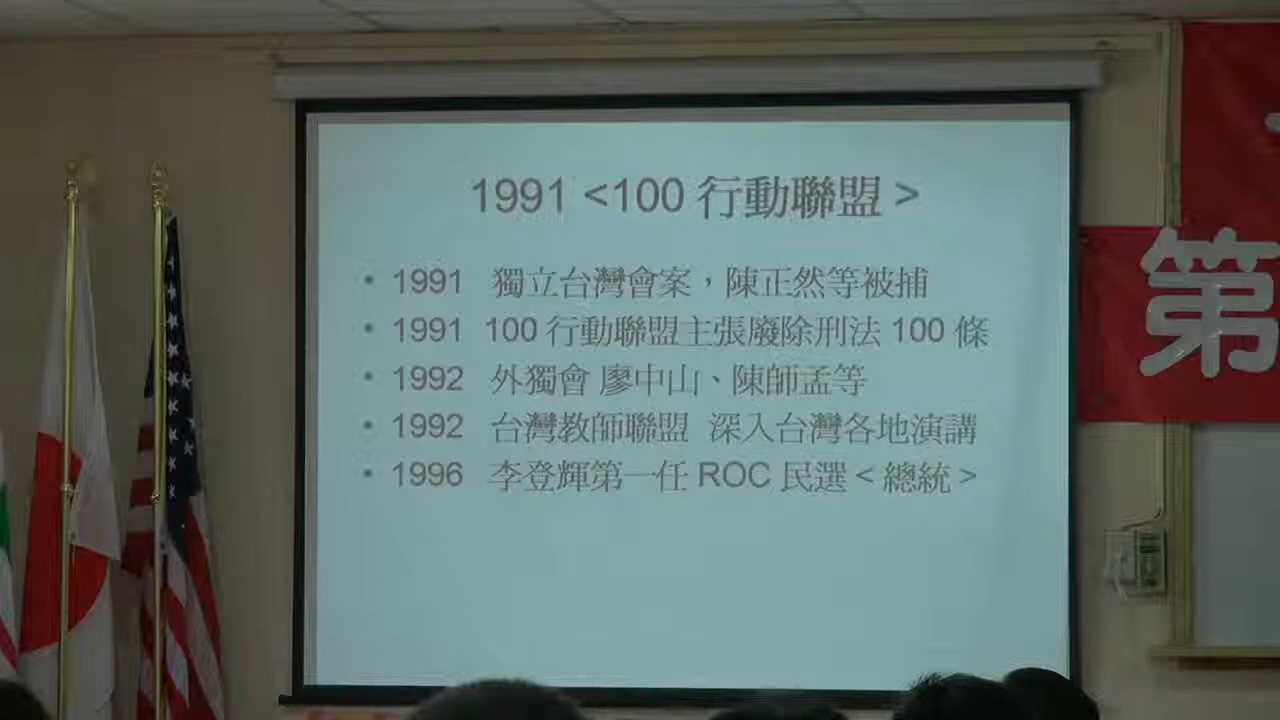 1991 <100 行動聯盟 >
• 1991 獨立台灣會案，陳正然等被捕
• 1991 100 行動聯盟主張廢除刑法 100 條
• 1992 外獨會 廖中山、陳師孟等
• 1992 台灣教師聯盟 深入台灣各地演講
• 1996 李登輝第一任 ROC 民選 < 總統 >
第